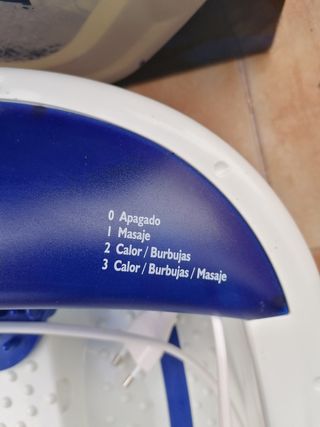 0 Apagado
1 Masaje
2 Calor / Burbujas
3 Calor / Burbujas / Masaje